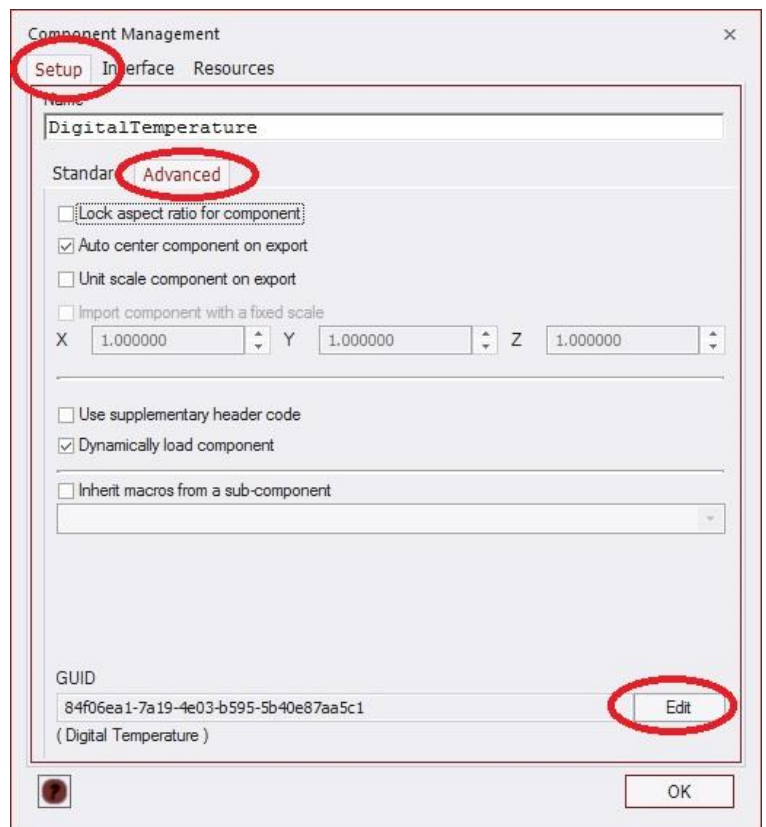 Component Management
Setup Interface Resources
Name
DigitalTemperature
Standard Advanced
Lock aspect ratio for component
Auto center component on export
Unit scale component on export
Import component with a fixed scale
X 1.000000 Y 1.000000 Z 1.000000
Use supplementary header code
Dynamically load component
Inherit macros from a sub-component
GUID
84f06ea1-7a19-4e03-b595-5b40e87aa5c1 Edit
( Digital Temperature )
? OK